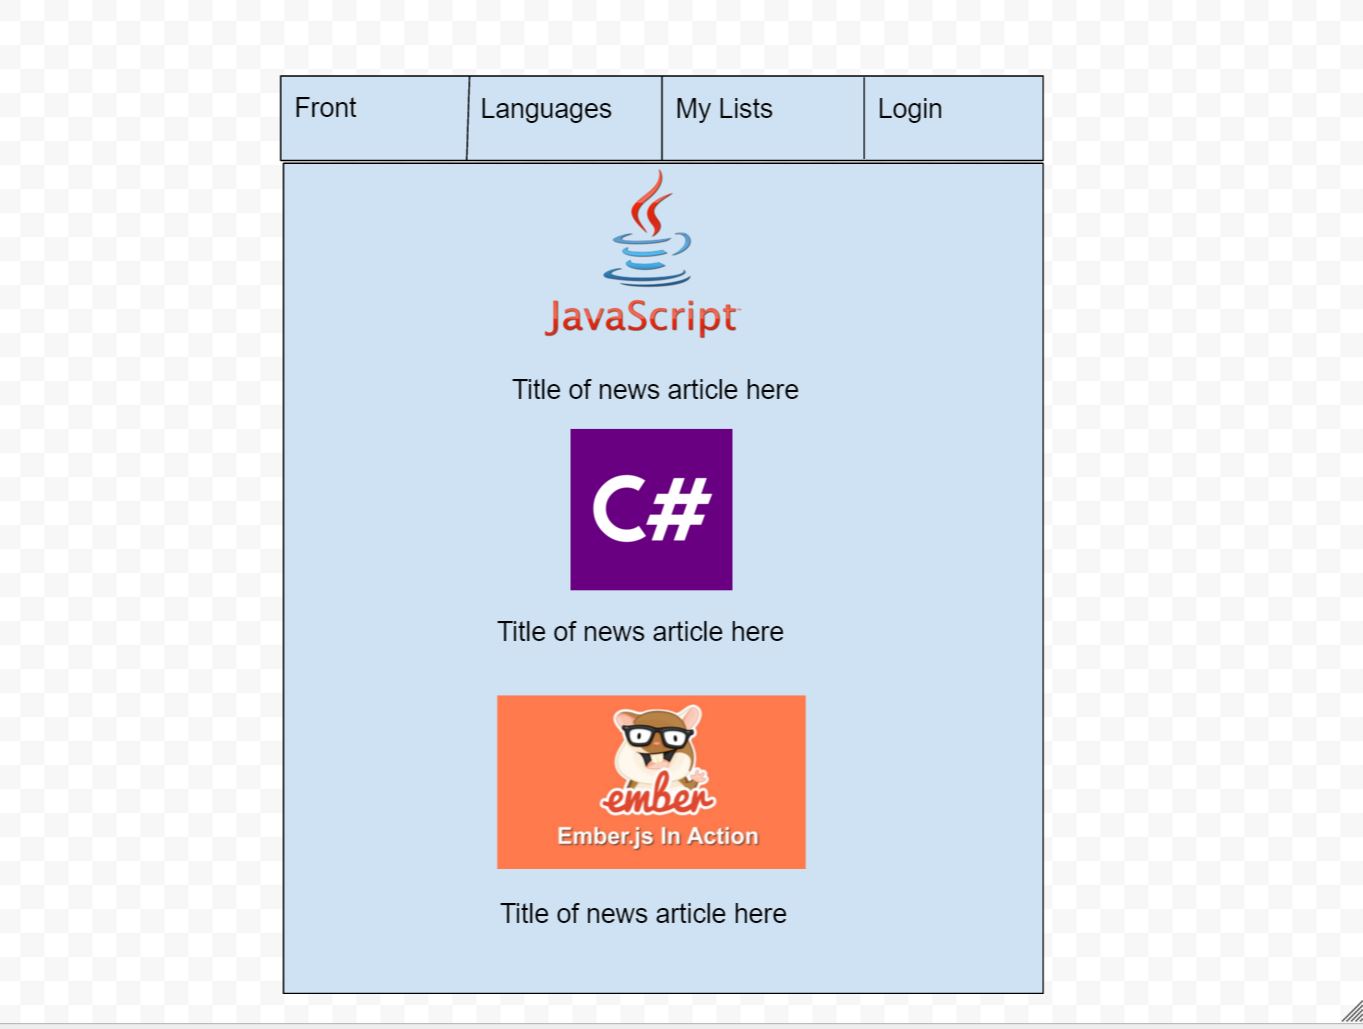 Front
Languages
My Lists
Login
JavaScript
Title of news article here
C#
Title of news article here
ember
Ember.js In Action
Title of news article here